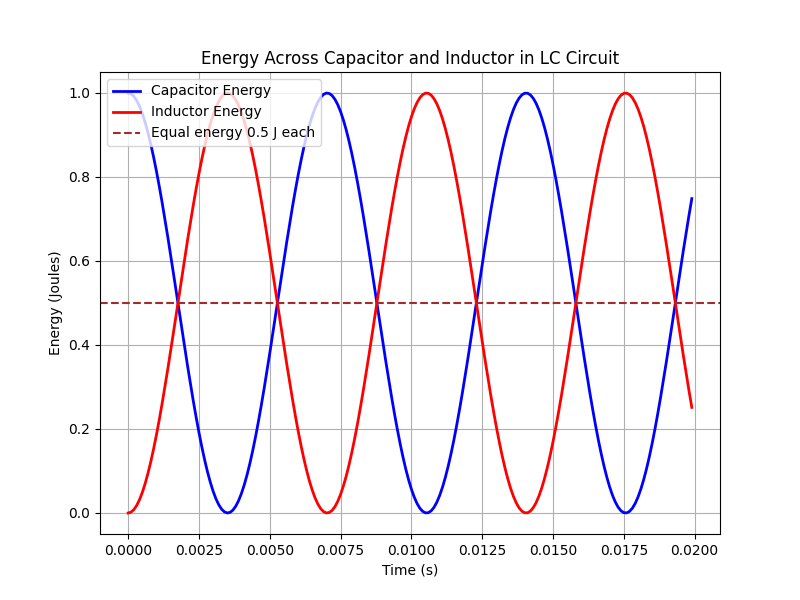 Energy Across Capacitor and Inductor in LC Circuit
Capacitor Energy
Inductor Energy
Equal energy 0.5 J each
Energy (Joules)
1.0
0.8
0.6
0.4
0.2
0.0
0.0000 0.0025 0.0050 0.0075 0.0100 0.0125 0.0150 0.0175 0.0200
Time (s)